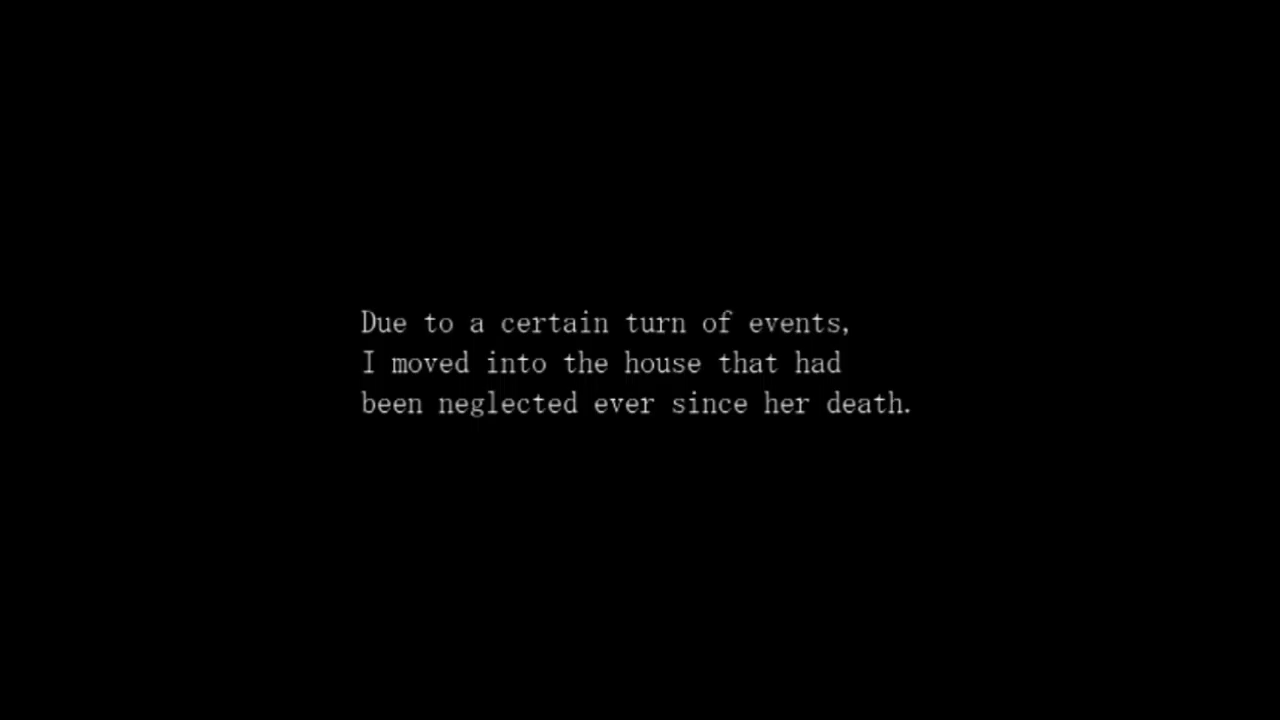 Due to a certain turn of events,
I moved into the house that had
been neglected ever since her death.